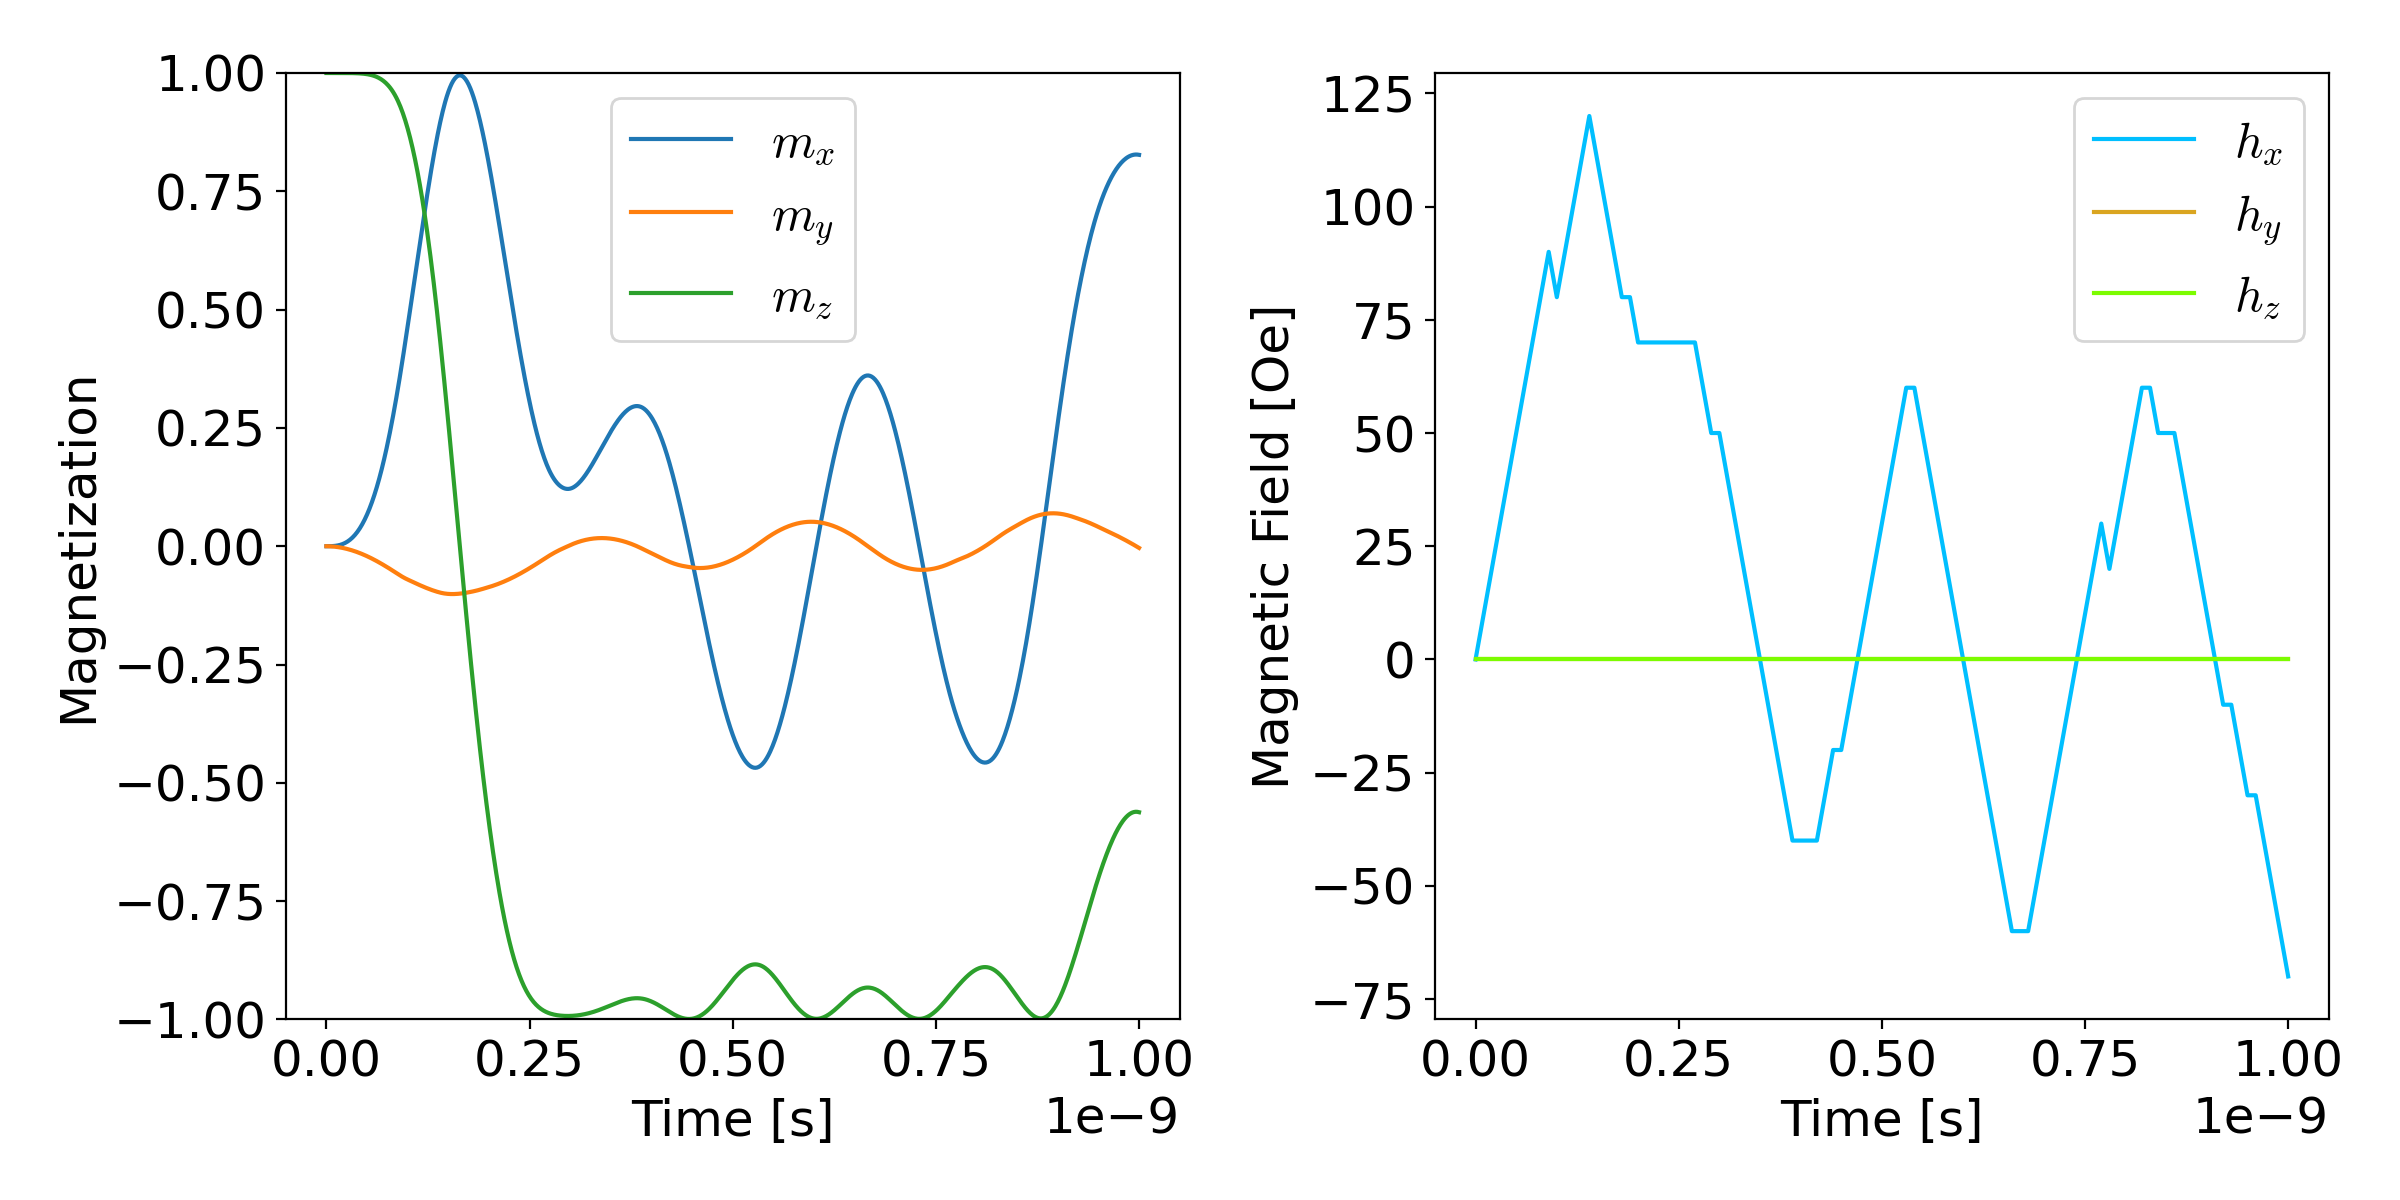 1.00
0.75
0.50
0.25
0.00
−0.25
−0.50
−0.75
−1.00
Magnetization
m_x
m_y
m_z
0.00 0.25 0.50 0.75 1.00
Time [s]
1e−9
125
100
75
50
25
0
−25
−50
−75
Magnetic Field [Oe]
h_x
h_y
h_z
0.00 0.25 0.50 0.75 1.00
Time [s]
1e−9